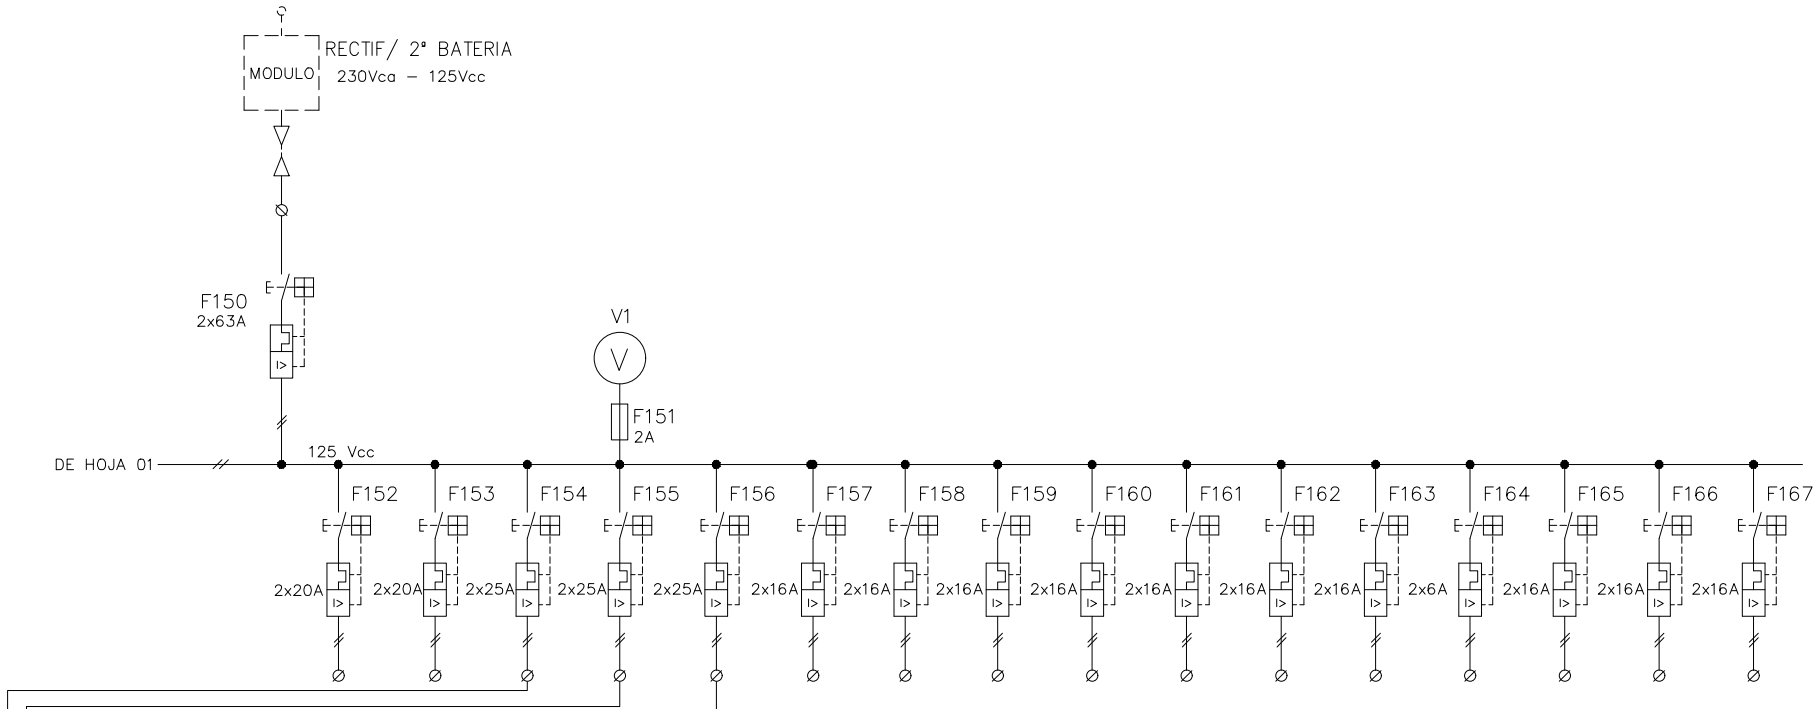 RECTIF/ 2ª BATERIA
MODULO
230Vca - 125Vcc
F150
2x63A
I>
V1
V
F151
2A
DE HOJA 01
125 Vcc
F152 F153 F154 F155 F156 F157 F158 F159 F160 F161 F162 F163 F164 F165 F166 F167
2x20A 2x20A 2x25A 2x25A 2x25A 2x16A 2x16A 2x16A 2x16A 2x16A 2x16A 2x16A 2x6A 2x16A 2x16A 2x16A
I> I> I> I> I> I> I> I> I> I> I> I> I> I> I> I>